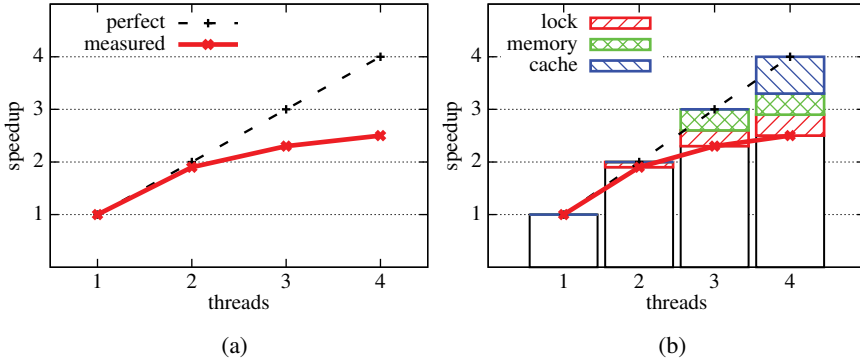 perfect
measured
4
3
2
1
speedup
1 2 3 4
threads
(a)
lock
memory
cache
4
3
2
1
speedup
1 2 3 4
threads
(b)